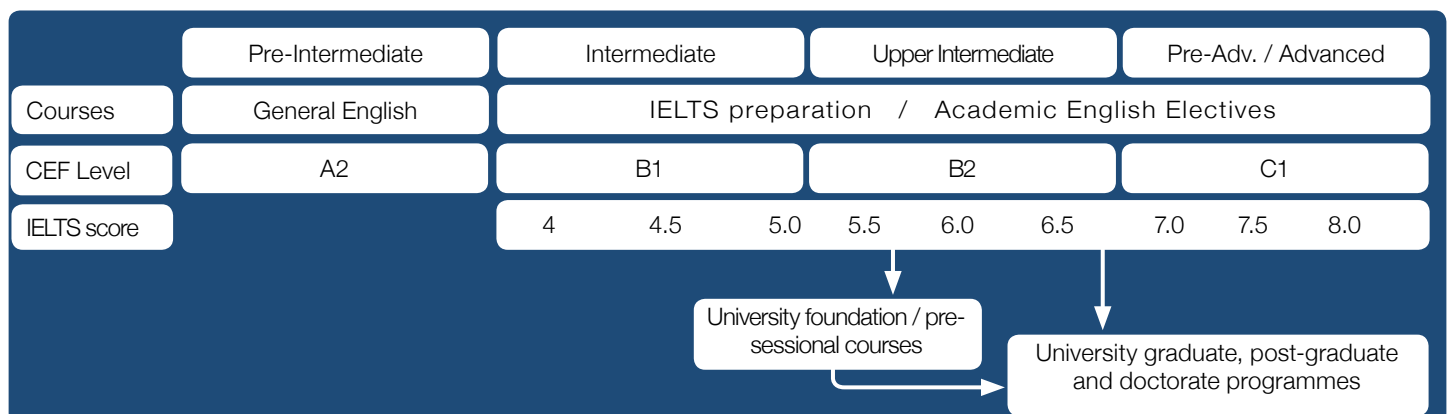 Pre-Intermediate Intermediate Upper Intermediate Pre-Adv. / Advanced
Courses General English IELTS preparation / Academic English Electives
CEF Level A2 B1 B2 C1
IELTS score 4 4.5 5.0 5.5 6.0 6.5 7.0 7.5 8.0
University foundation / pre-
sessional courses
University graduate, post-graduate
and doctorate programmes